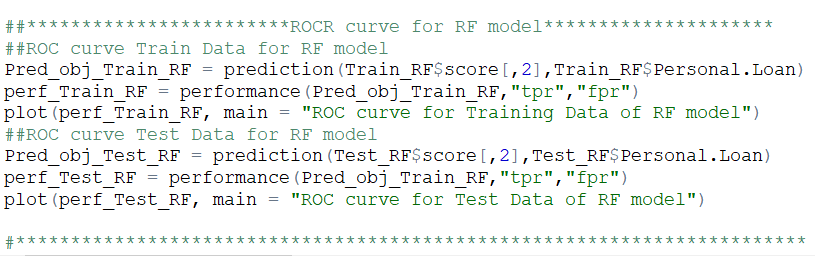 ##************************ROCR curve for RF model*********************
##ROC curve Train Data for RF model
Pred_obj_Train_RF = prediction(Train_RF$score[,2],Train_RF$Personal.Loan)
perf_Train_RF = performance(Pred_obj_Train_RF,"tpr","fpr")
plot(perf_Train_RF, main = "ROC curve for Training Data of RF model")
##ROC curve Test Data for RF model
Pred_obj_Test_RF = prediction(Test_RF$score[,2],Test_RF$Personal.Loan)
perf_Test_RF = performance(Pred_obj_Train_RF,"tpr","fpr")
plot(perf_Test_RF, main = "ROC curve for Test Data of RF model")
#************************************************************************